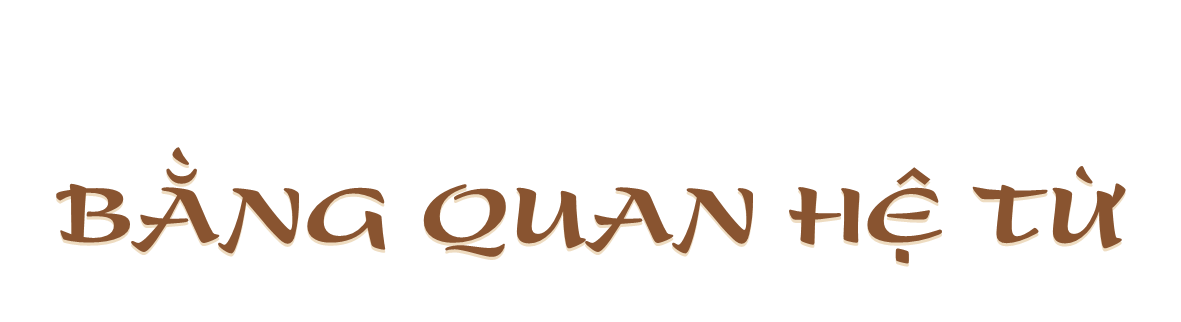 BẰNG QUAN HỆ TỪ